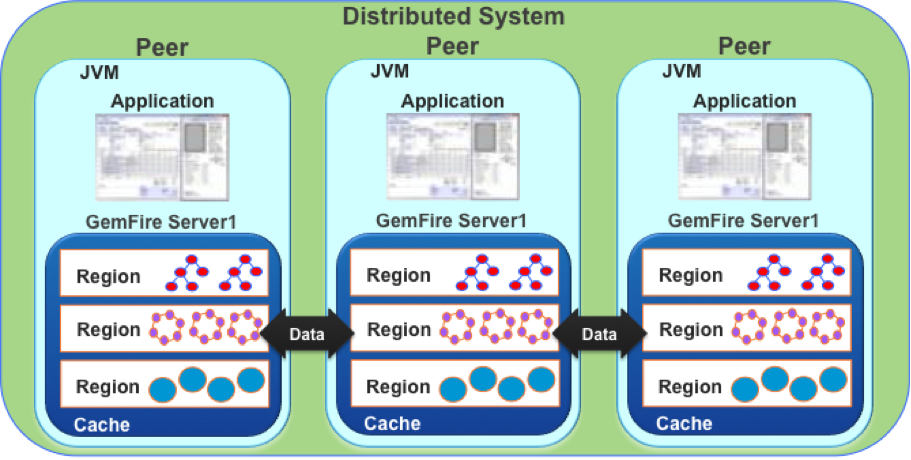 Distributed System
Peer
Peer
Peer
JVM
JVM
JVM
Application
Application
Application
GemFire Server1
GemFire Server1
GemFire Server1
Region
Region
Region
Region
Data
Region
Data
Region
Region
Region
Region
Cache
Cache
Cache